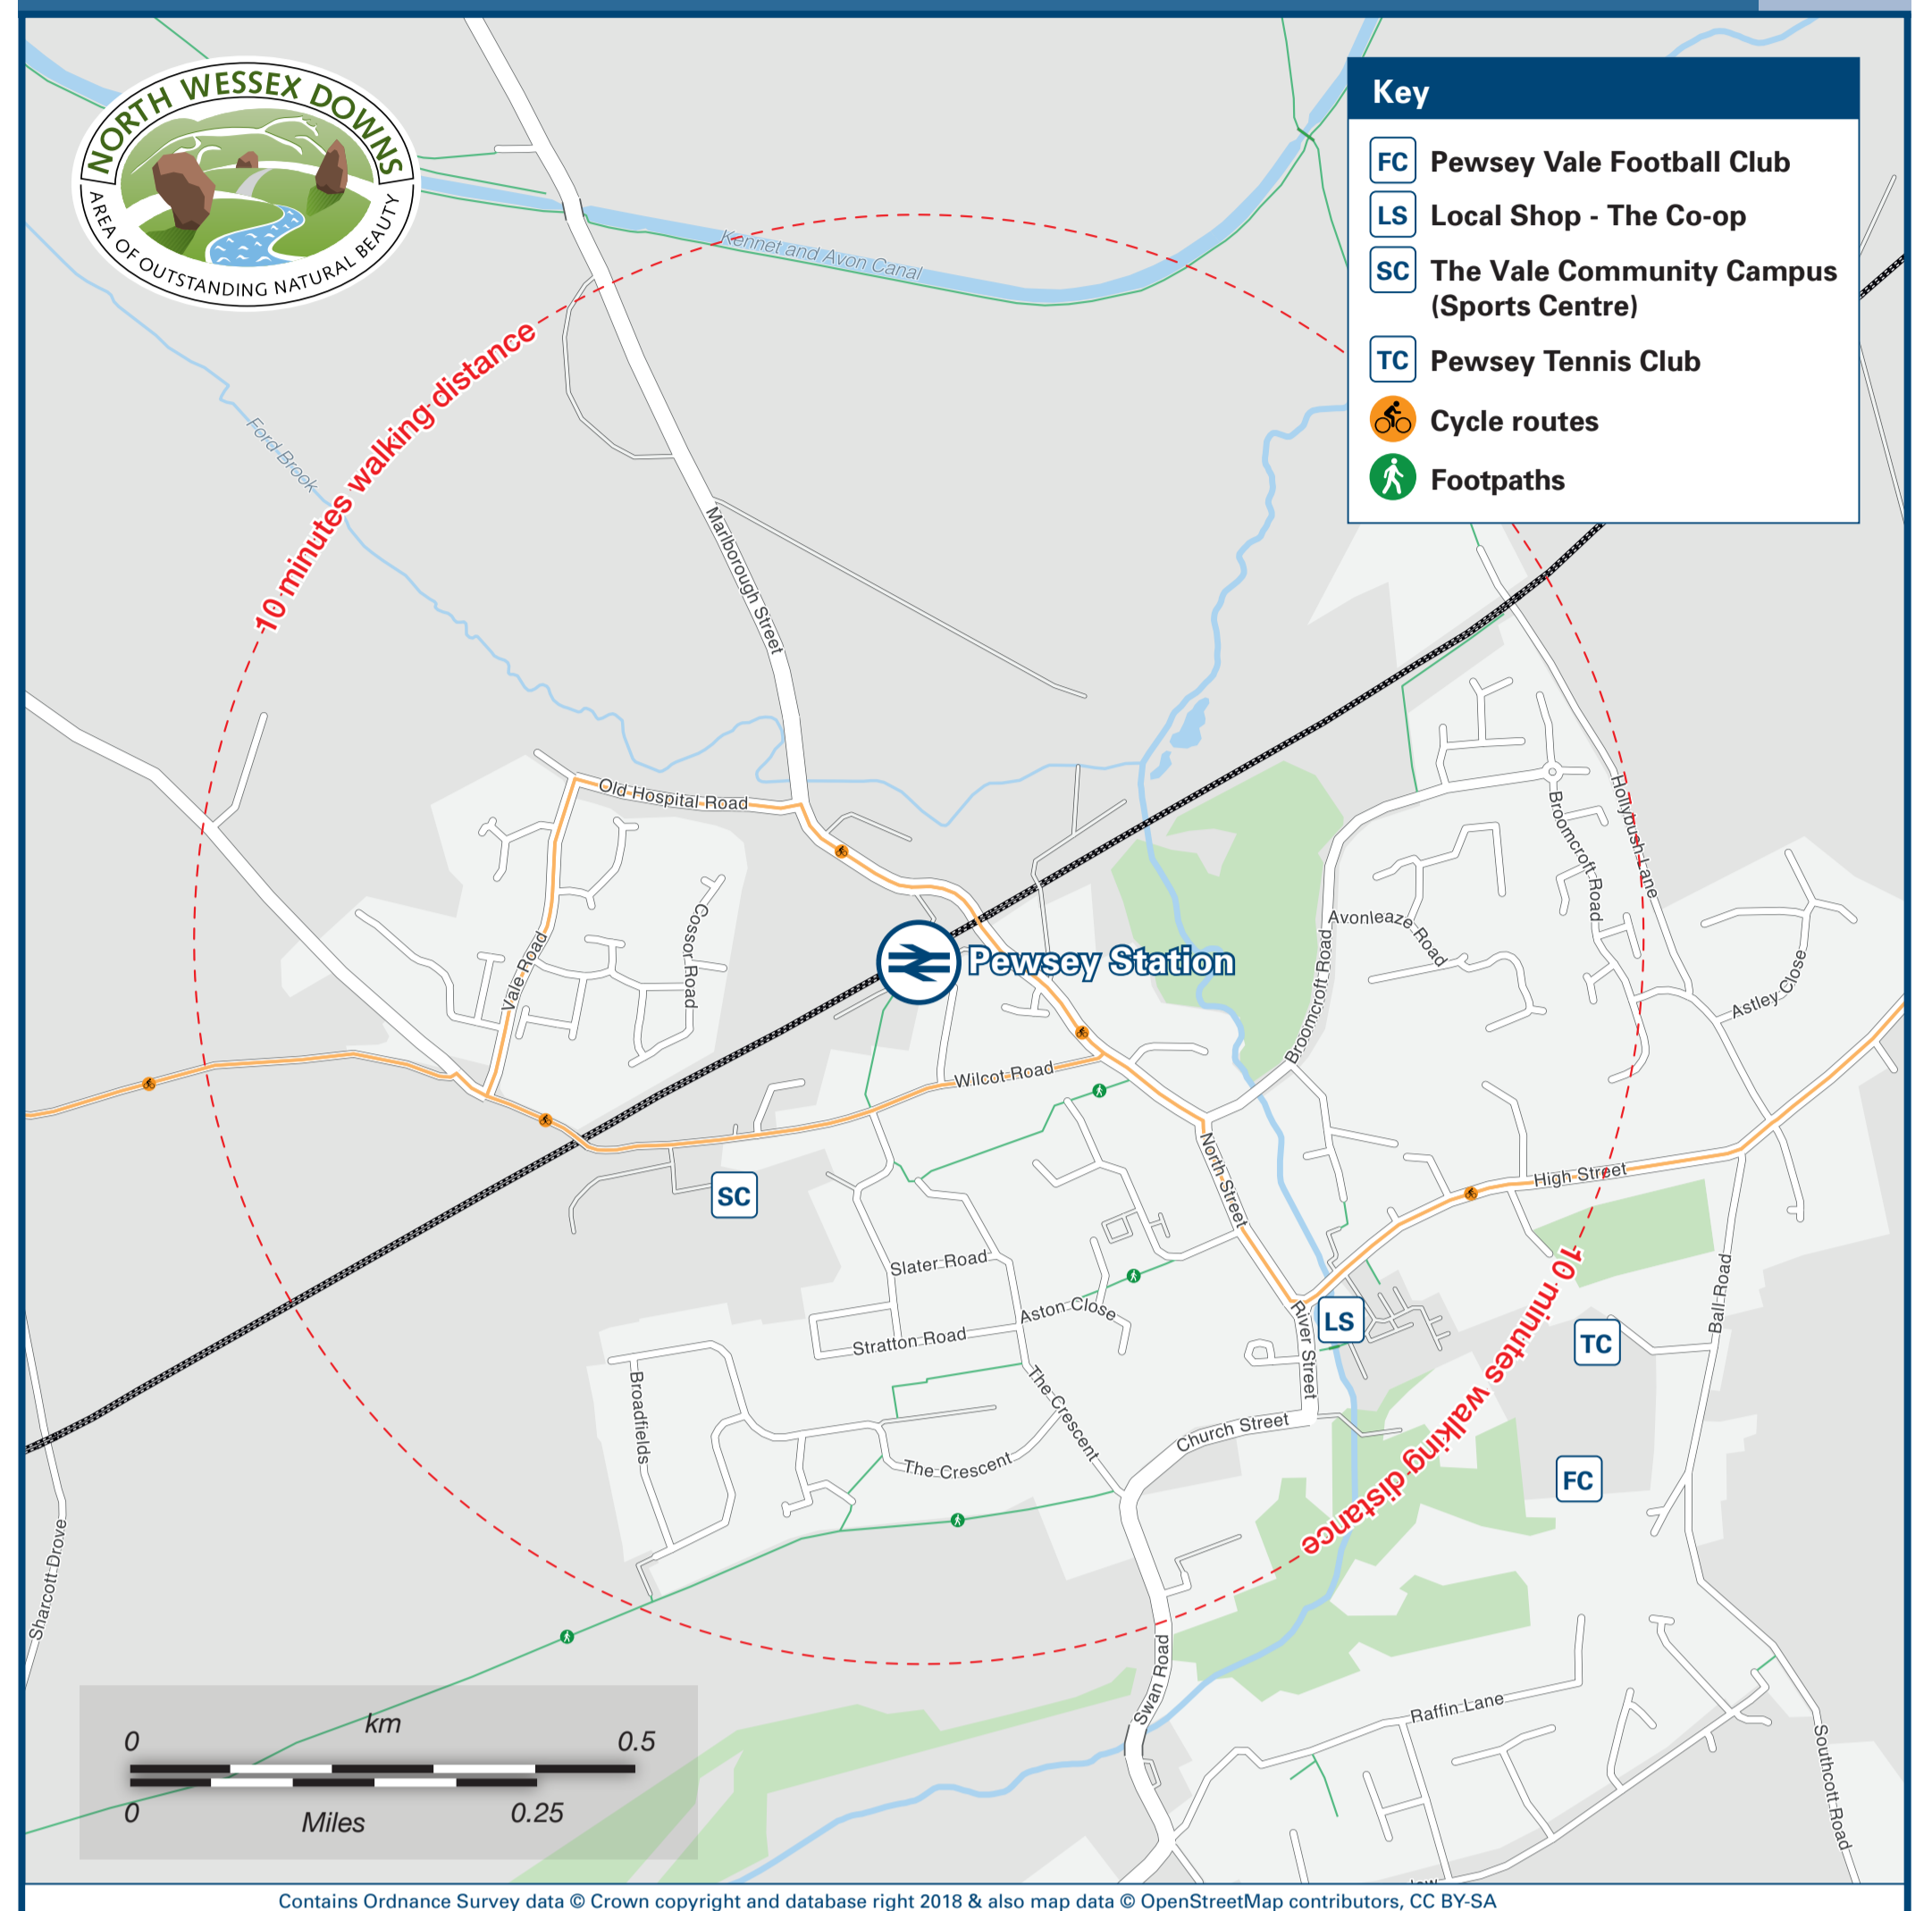 NORTH WESSEX DOWNS
AREA OF OUTSTANDING NATURAL BEAUTY
Key
FC Pewsey Vale Football Club
LS Local Shop - The Co-op
SC The Vale Community Campus
(Sports Centre)
TC Pewsey Tennis Club
Cycle routes
Footpaths
Kennet and Avon Canal
10 minutes walking distance
Ford Brook
Marlborough Street
Old Hospital Road
Hollybush Lane
Broomcroft Road
Cossor Road
Vale Road
Avonleaze Road
Broomcroft Road
Astley Close
Pewsey Station
Wilcot Road
North Street
High Street
SC
Slater Road
Aston Close
Stratton Road
River Street
LS
TC
Ball Road
Broadfields
The Crescent
Church Street
The Crescent
FC
10 minutes walking distance
Sharcott Drove
Swan Road
Raffin Lane
Southcott Road
km
0 0.5
0 0.25
Miles
Contains Ordnance Survey data © Crown copyright and database right 2018 & also map data © OpenStreetMap contributors, CC BY-SA